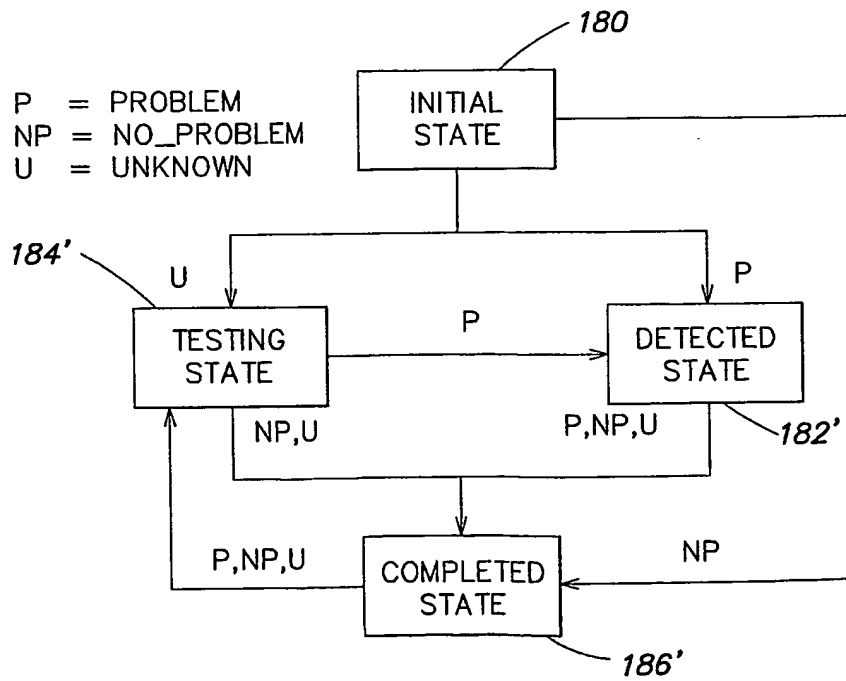 180
P = PROBLEM
NP = NO_PROBLEM
U = UNKNOWN
INITIAL
STATE
184'
U
P
TESTING
STATE
P
DETECTED
STATE
NP,U
P,NP,U
182'
P,NP,U
COMPLETED
STATE
NP
186'